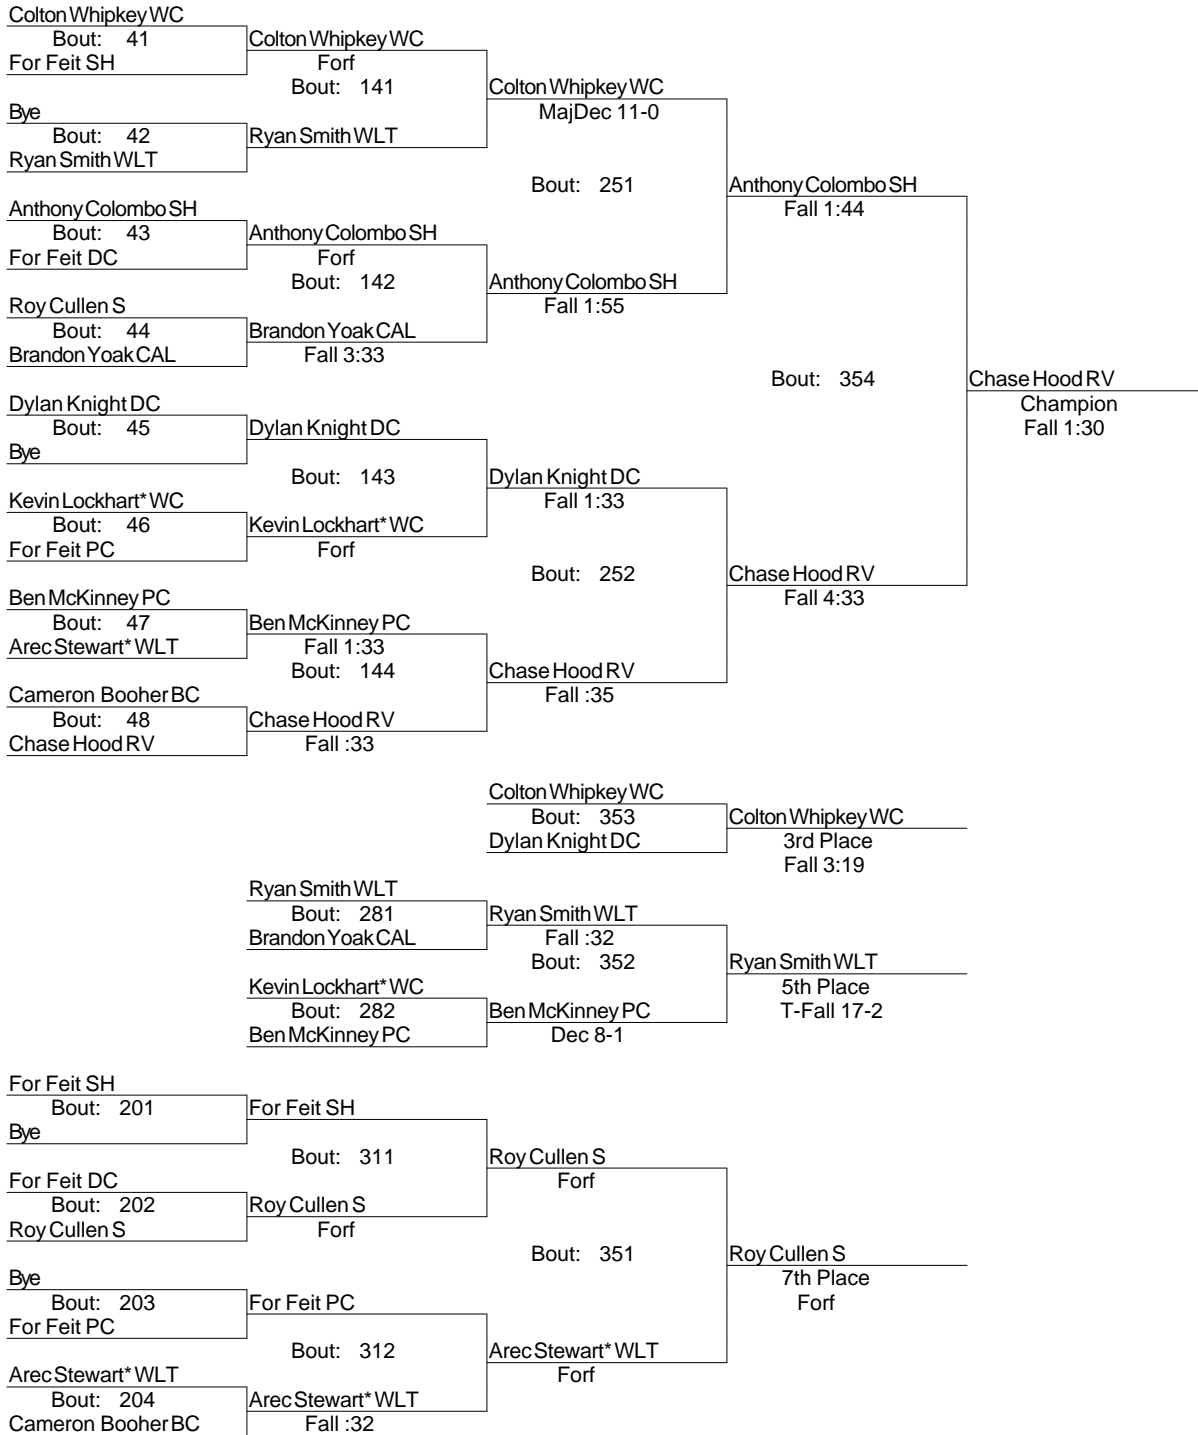 Colton Whipkey WC
Bout: 41
Colton Whipkey WC
For Feit SH
Forf
Bout: 141
Colton Whipkey WC
Bye
MajDec 11-0
Bout: 42
Ryan Smith WLT
Ryan Smith WLT
Bout: 251
Anthony Colombo SH
Anthony Colombo SH
Fall 1:44
Bout: 43
Anthony Colombo SH
For Feit DC
Forf
Bout: 142
Anthony Colombo SH
Roy Cullen S
Fall 1:55
Bout: 44
Brandon Yoak CAL
Brandon Yoak CAL
Fall 3:33
Bout: 354
Chase Hood RV
Dylan Knight DC
Champion
Bout: 45
Dylan Knight DC
Fall 1:30
Bye
Bout: 143
Dylan Knight DC
Kevin Lockhart* WC
Fall 1:33
Bout: 46
Kevin Lockhart* WC
For Feit PC
Forf
Bout: 252
Chase Hood RV
Ben McKinney PC
Fall 4:33
Bout: 47
Ben McKinney PC
Arec Stewart* WLT
Fall 1:33
Bout: 144
Chase Hood RV
Cameron Booher BC
Fall :35
Bout: 48
Chase Hood RV
Chase Hood RV
Fall :33
Colton Whipkey WC
Bout: 353
Colton Whipkey WC
Dylan Knight DC
3rd Place
Fall 3:19
Ryan Smith WLT
Bout: 281
Ryan Smith WLT
Brandon Yoak CAL
Fall :32
Bout: 352
Ryan Smith WLT
Kevin Lockhart* WC
5th Place
Bout: 282
Ben McKinney PC
T-Fall 17-2
Ben McKinney PC
Dec 8-1
For Feit SH
Bout: 201
For Feit SH
Bye
Bout: 311
Roy Cullen S
For Feit DC
Forf
Bout: 202
Roy Cullen S
Roy Cullen S
Forf
Bout: 351
Roy Cullen S
Bye
7th Place
Bout: 203
For Feit PC
Forf
For Feit PC
Bout: 312
Arec Stewart* WLT
Arec Stewart* WLT
Forf
Bout: 204
Arec Stewart* WLT
Cameron Booher BC
Fall :32